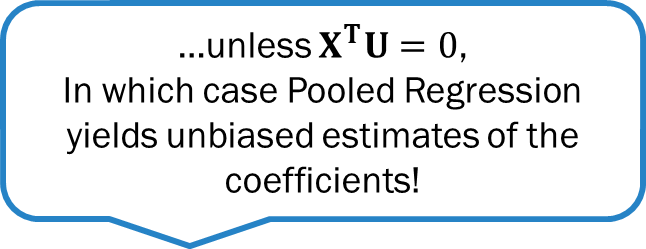 ...unless 𝐗ᵀ𝐔 = 0,
In which case Pooled Regression
yields unbiased estimates of the
coefficients!